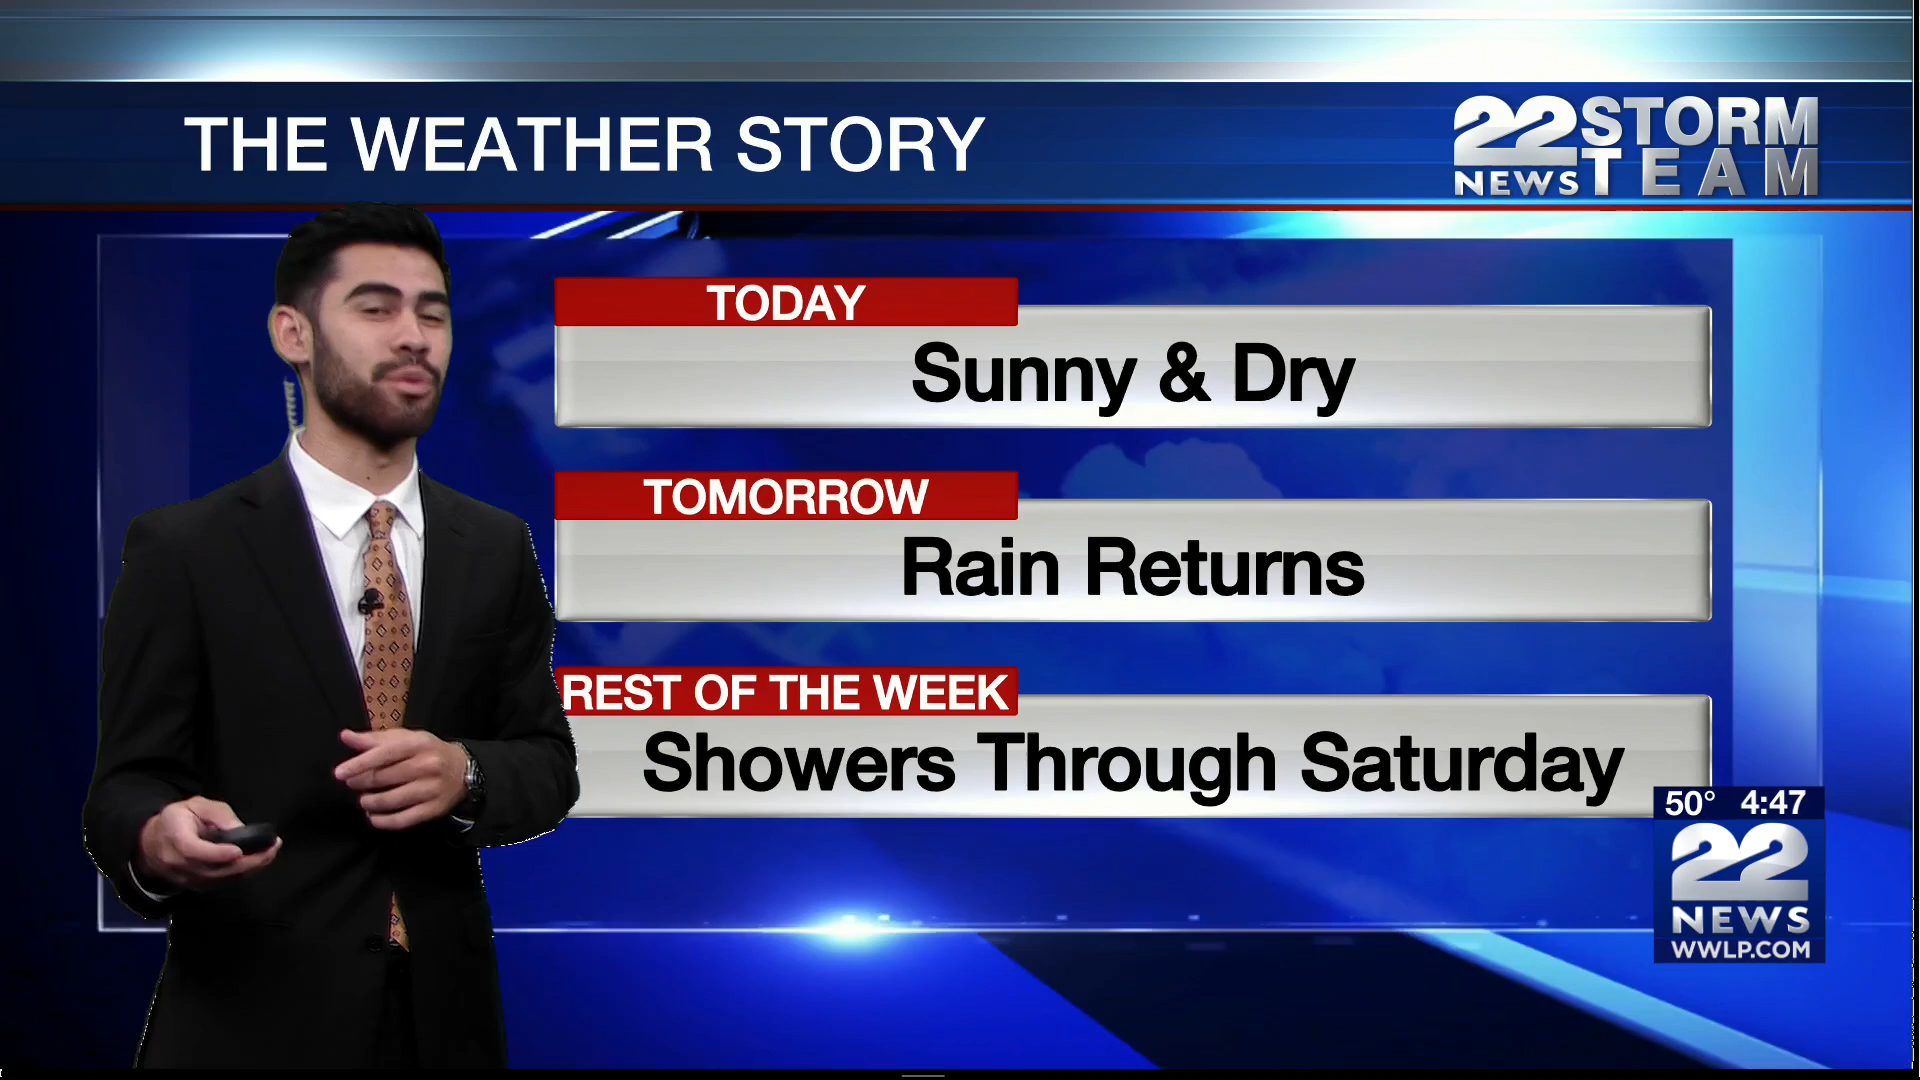 THE WEATHER STORY
22 STORM
NEWS TEAM
TODAY
Sunny & Dry
TOMORROW
Rain Returns
REST OF THE WEEK
Showers Through Saturday
50° 4:47
22
NEWS
WWLP.COM